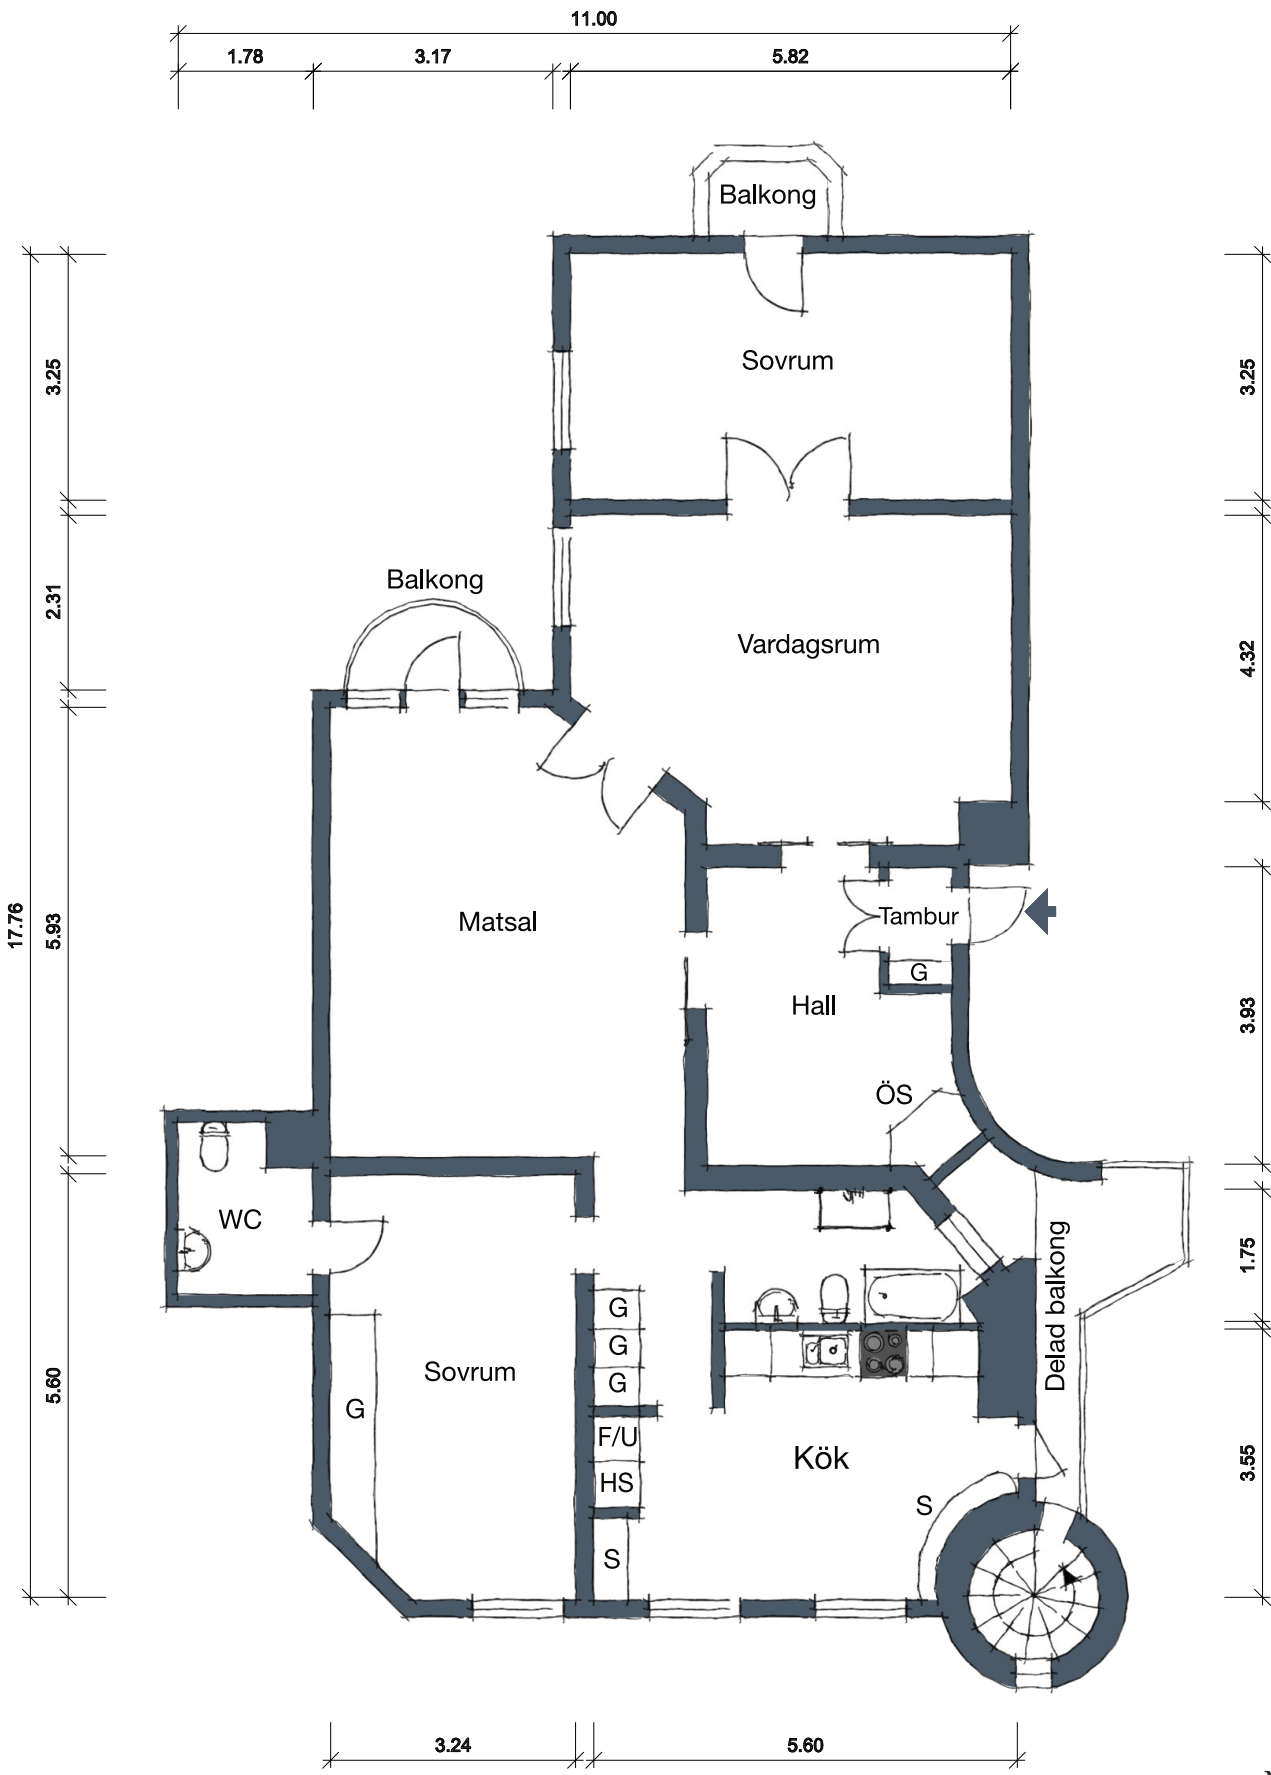 11.00
1.78
3.17
5.82
Balkong
3.25
Sovrum
3.25
Balkong
2.31
Vardagsrum
4.32
17.76
5.93
Matsal
Tambur
G
Hall
3.93
ÖS
WC
Delad balkong
1.75
G
G
G
Sovrum
5.60
G
F/U
HS
Kök
3.55
S
S
3.24
5.60